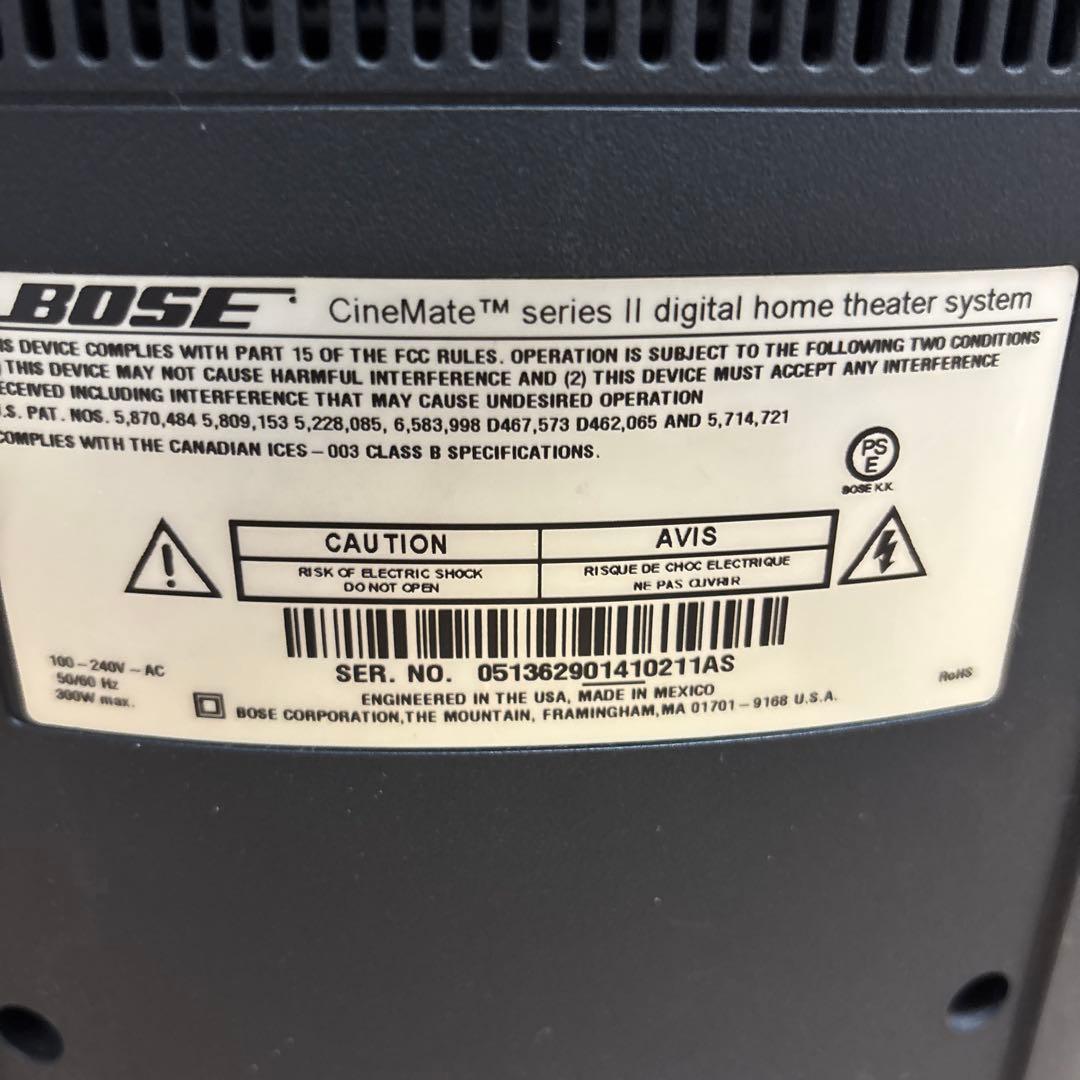 BOSE CineMate™ series II digital home theater system
IS DEVICE COMPLIES WITH PART 15 OF THE FCC RULES. OPERATION IS SUBJECT TO THE FOLLOWING TWO CONDITIONS
) THIS DEVICE MAY NOT CAUSE HARMFUL INTERFERENCE AND (2) THIS DEVICE MUST ACCEPT ANY INTERFERENCE
ECEIVED INCLUDING INTERFERENCE THAT MAY CAUSE UNDESIRED OPERATION
.S. PAT. NOS. 5,870,484 5,809,153 5,228,085, 6,583,998 D467,573 D462,065 AND 5,714,721
COMPLIES WITH THE CANADIAN ICES-003 CLASS B SPECIFICATIONS.
PS
E
BOSE K.K.
CAUTION
RISK OF ELECTRIC SHOCK
DO NOT OPEN
AVIS
RISQUE DE CHOC ELECTRIQUE
NE PAS OUVRIR
100-240V~AC
50/60 Hz
300W max.
SER. NO. 051362901410211AS
ENGINEERED IN THE USA, MADE IN MEXICO
BOSE CORPORATION, THE MOUNTAIN, FRAMINGHAM, MA 01701-9168 U.S.A.
RoHS